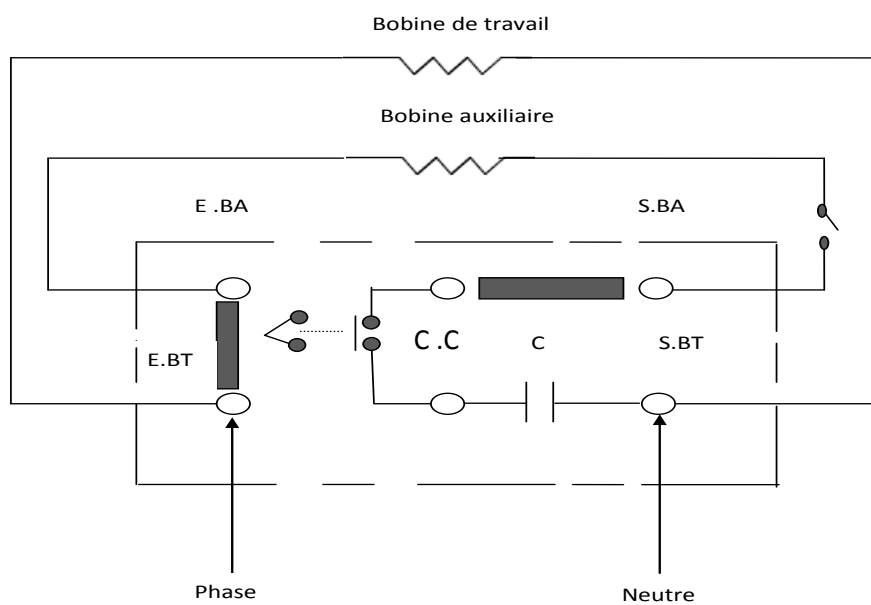 Bobine de travail
Bobine auxiliaire
E .BA
S.BA
E.BT
C .C
C
S.BT
Phase
Neutre